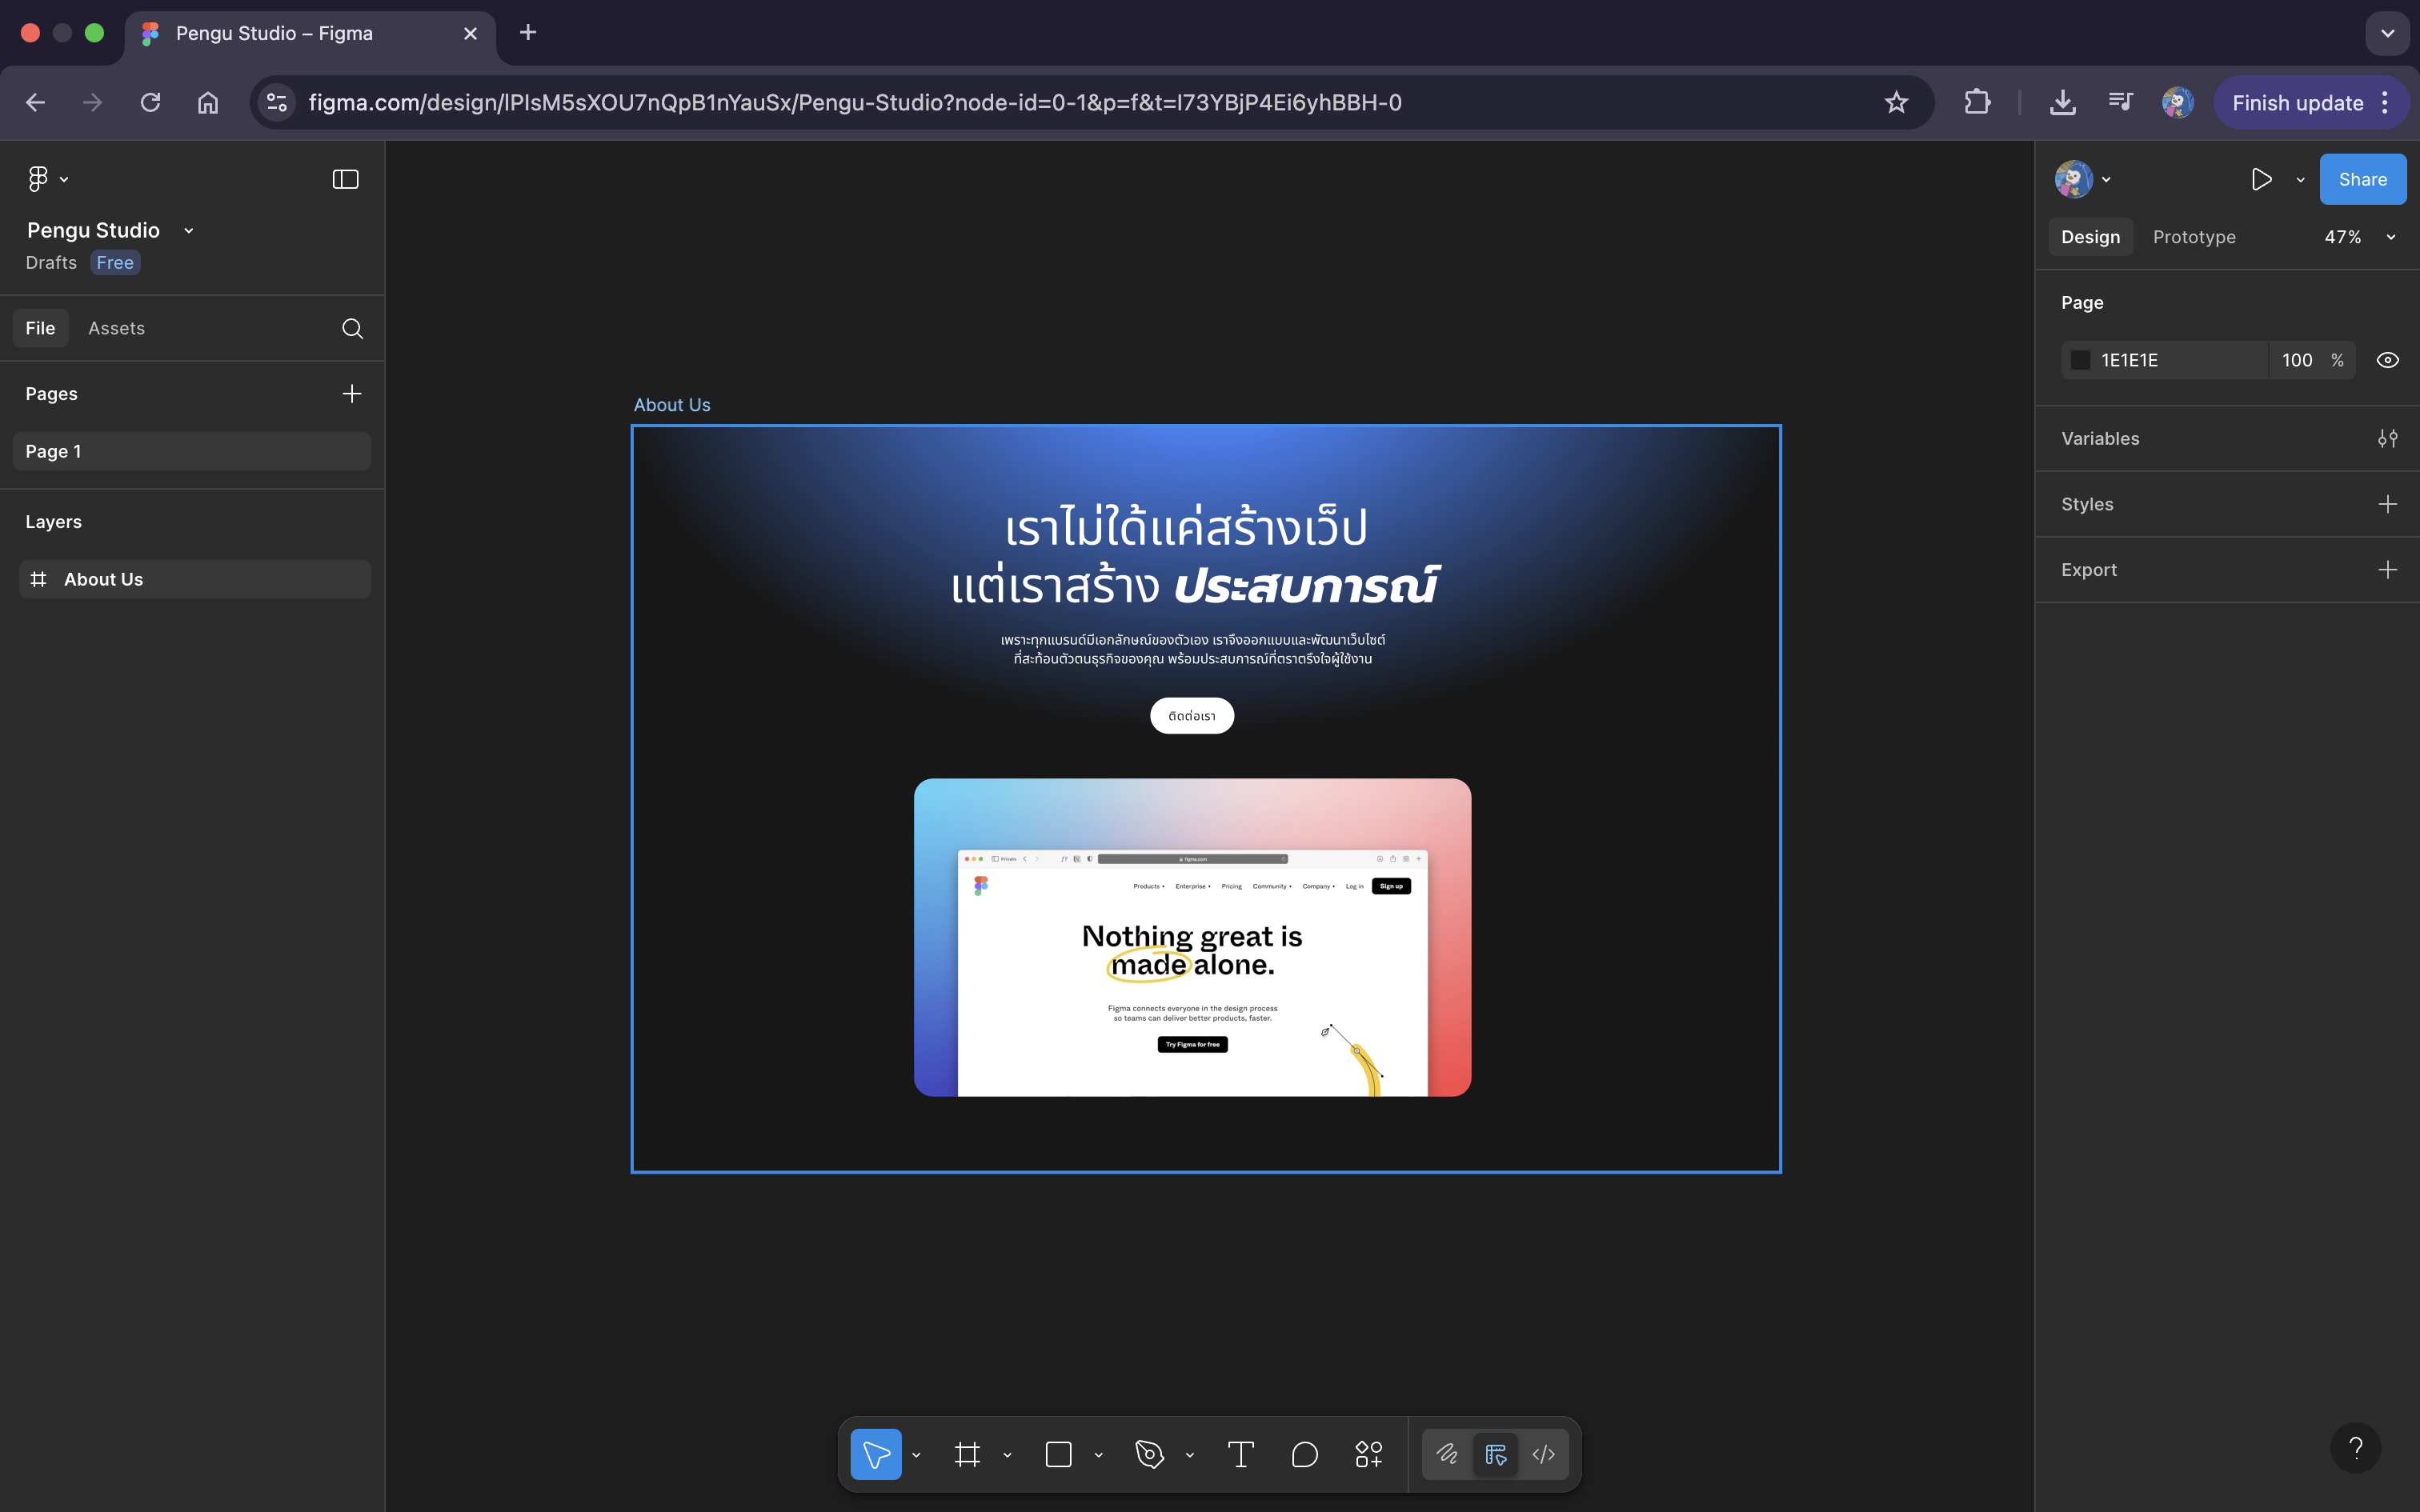 Pengu Studio – Figma
figma.com/design/lPIsM5sXOU7nQpB1nYauSx/Pengu-Studio?node-id=0-1&p=f&t=I73YBjP4Ei6yhBBH-0
Finish update
Pengu Studio
Drafts Free
File Assets
Pages
Page 1
Layers
About Us
About Us
เราไม่ใด้แค่สร้างเว็ป
แต่เราสร้าง ประสบการณ์
เพราะทุกแบรนด์มีเอกลักษณ์ของตัวเอง เราจึงออกแบบและพัฒนาเว็บไซต์
ที่สะท้อนตัวตนธุรกิจของคุณ พร้อมประสบการณ์ที่ตราตรึงใจผู้ใช้งาน
ติดต่อเรา
Private
figma.com
Products Enterprise Pricing Community Company Log in Sign up
Nothing great is
made alone.
Figma connects everyone in the design process
so teams can deliver better products, faster.
Try Figma for free
Share
Design Prototype 47%
Page
1E1E1E 100 %
Variables
Styles
Export